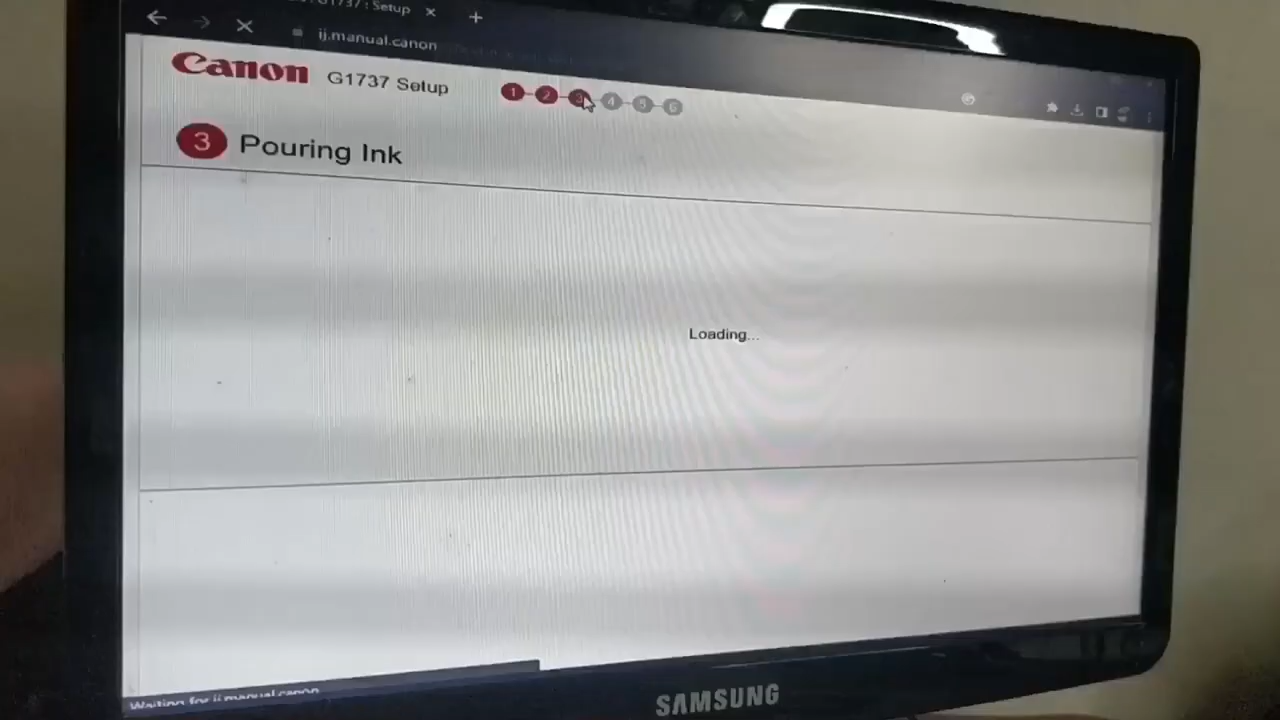 G1737 : Setup
ij.manual.canon
Canon G1737 Setup 1 2 3 4 5 6
3 Pouring Ink
Loading...
Waiting for ij.manual.canon
SAMSUNG